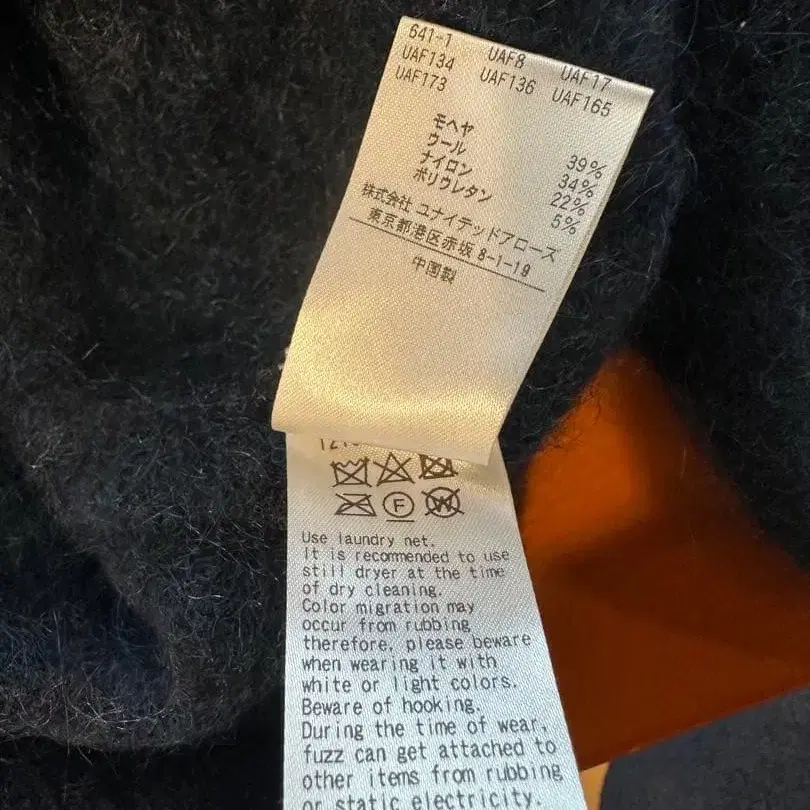 641-1 UAF8 UAF17
UAF134 UAF136 UAF165
UAF173
モヘヤ 39%
ウール 34%
ナイロン 22%
ポリウレタン 5%
株式会社 ユナイテッドアローズ
東京都港区赤坂 8-1-19
中国製
F
W
Use laundry net.
It is recommended to use
still dryer at the time
of dry cleaning.
Color migration may
occur from rubbing
therefore, please beware
when wearing it with
white or light colors.
Beware of hooking.
During the time of wear,
fuzz can get attached to
other items from rubbing
or static electricity.